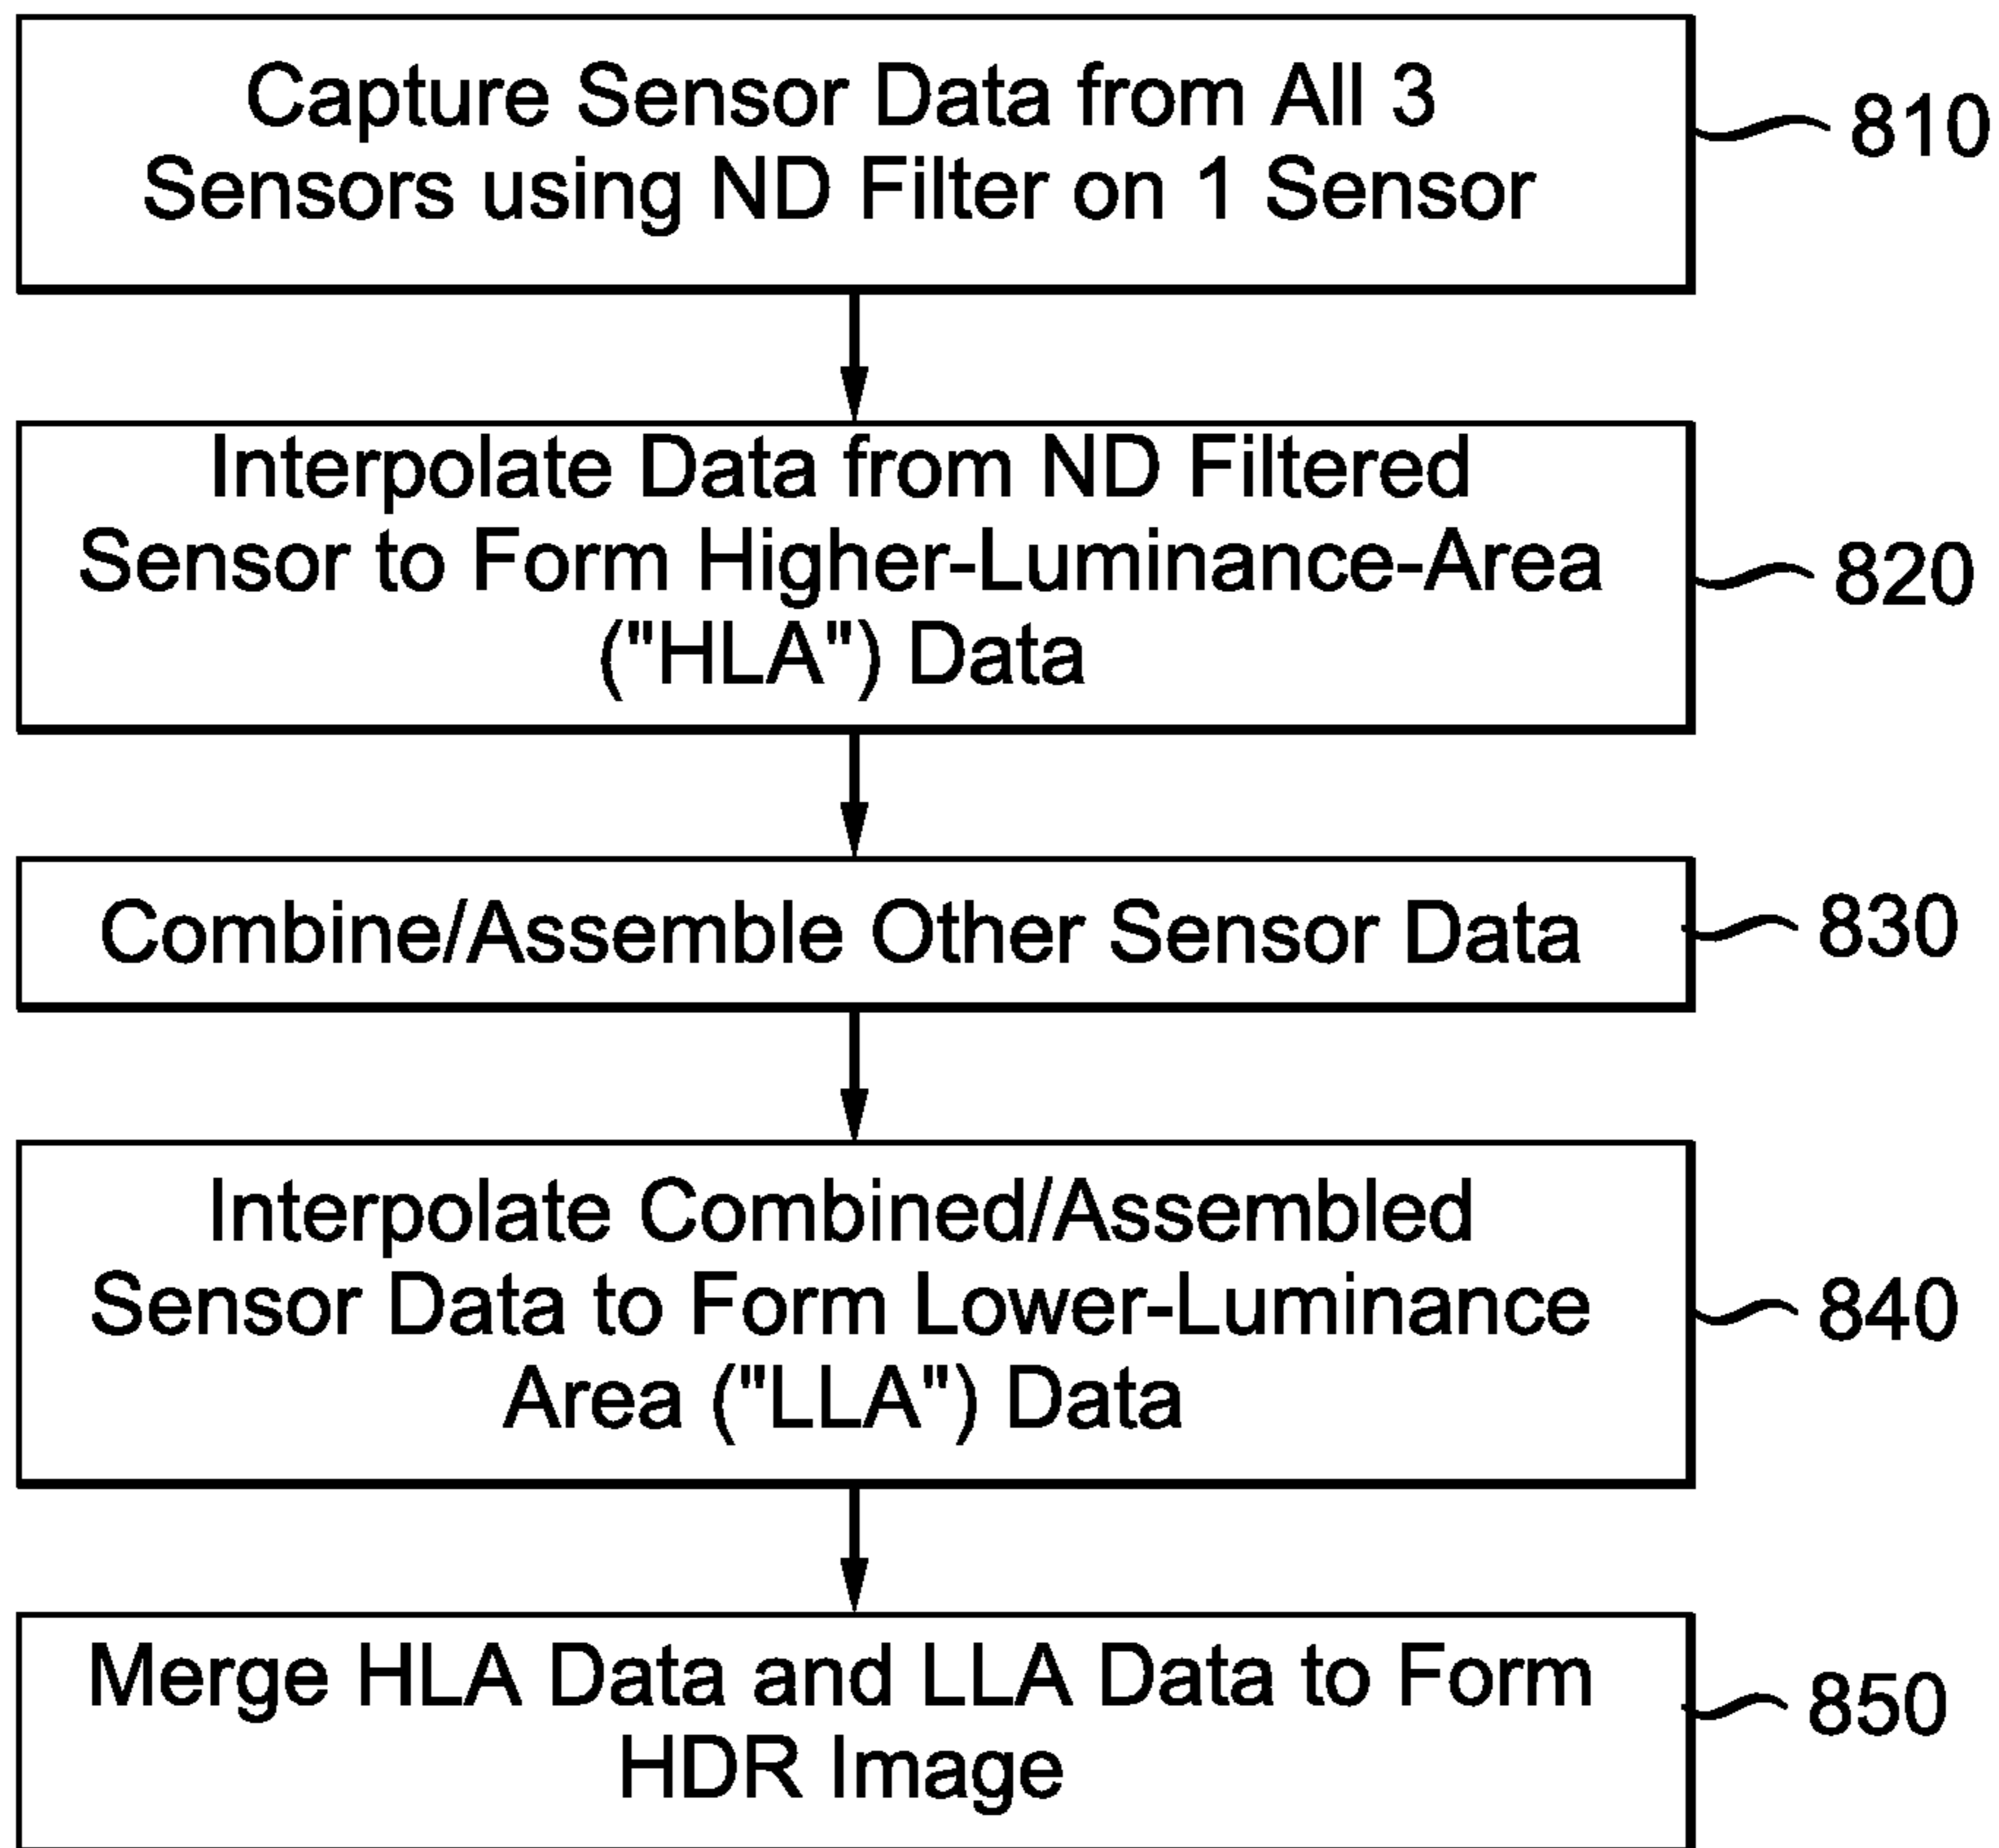 Capture Sensor Data from All 3
Sensors using ND Filter on 1 Sensor
810
Interpolate Data from ND Filtered
Sensor to Form Higher-Luminance-Area
("HLA") Data
820
Combine/Assemble Other Sensor Data
830
Interpolate Combined/Assembled
Sensor Data to Form Lower-Luminance
Area ("LLA") Data
840
Merge HLA Data and LLA Data to Form
HDR Image
850